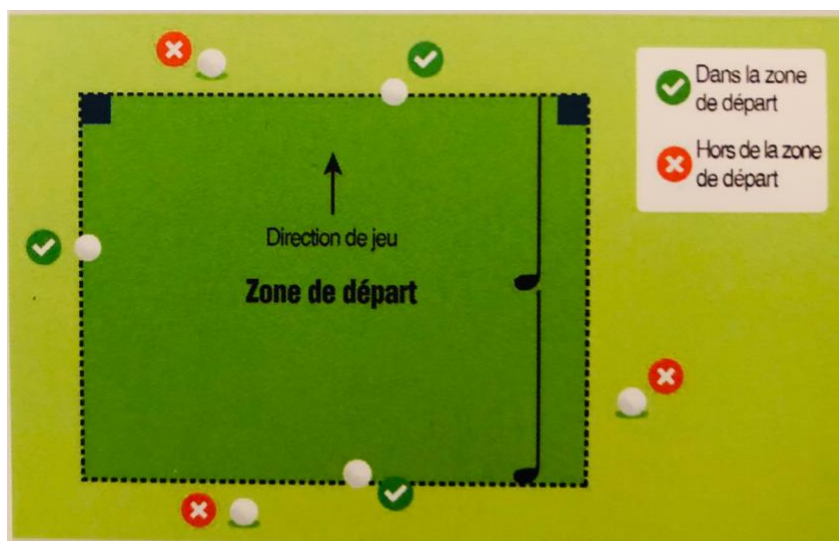 Dans la zone
de départ
Hors de la zone
de départ
Direction de jeu
Zone de départ